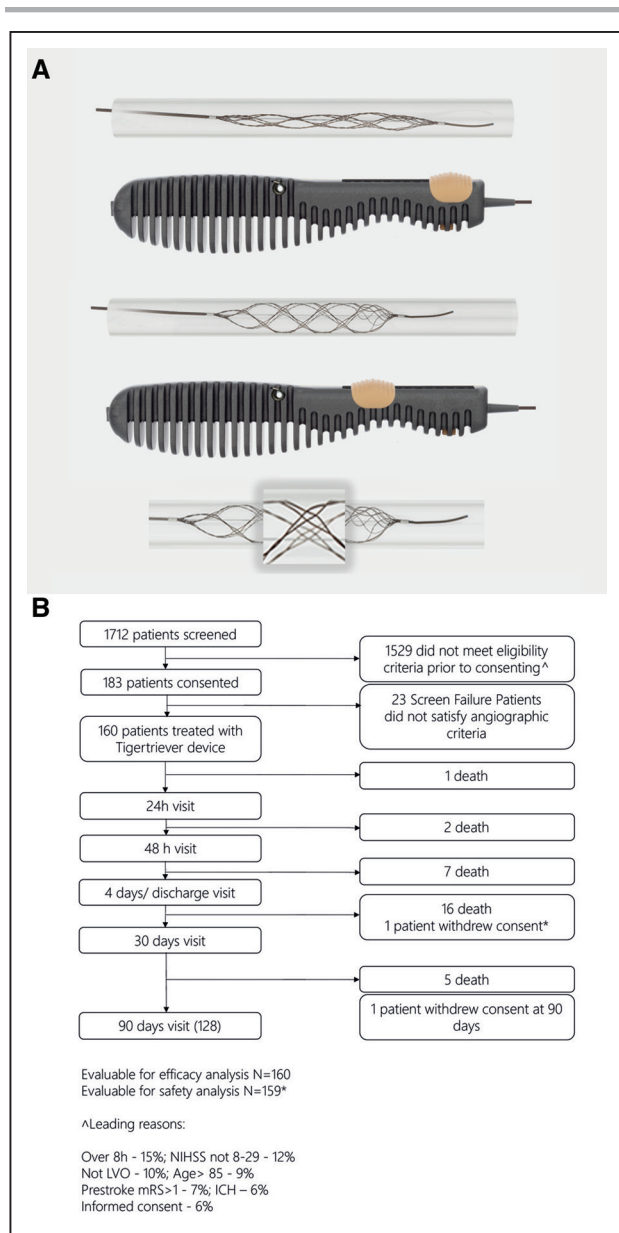 A
B
1712 patients screened
1529 did not meet eligibility
criteria prior to consenting^
183 patients consented
23 Screen Failure Patients
did not satisfy angiographic
criteria
160 patients treated with
Tigertriever device
1 death
24h visit
2 death
48 h visit
7 death
4 days/ discharge visit
16 death
1 patient withdrew consent*
30 days visit
5 death
1 patient withdrew consent at 90
days
90 days visit (128)
Evaluable for efficacy analysis N=160
Evaluable for safety analysis N=159*
^Leading reasons:
Over 8h - 15%; NIHSS not 8-29 - 12%
Not LVO - 10%; Age> 85 - 9%
Prestroke mRS>1 - 7%; ICH – 6%
Informed consent - 6%